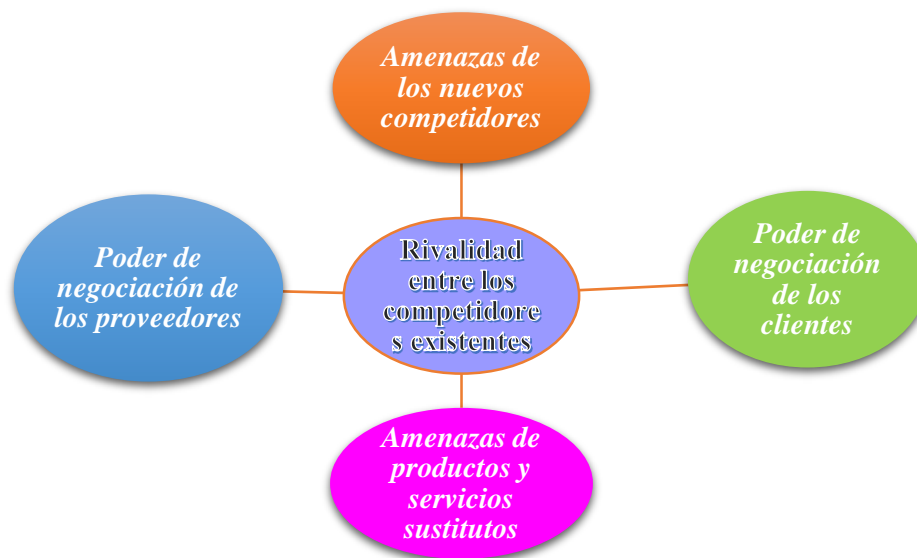 Amenazas de
los nuevos
competidores
Poder de
negociación de
los proveedores
Rivalidad
entre los
competidore
s existentes
Poder de
negociación
de los
clientes
Amenazas de
productos y
servicios
sustitutos